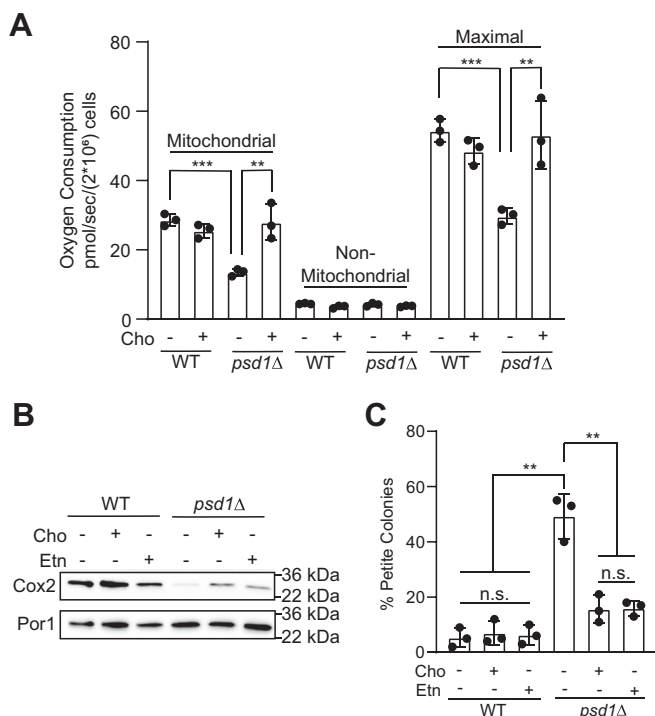 A
Oxygen Consumption
pmol/sec/(2*10⁶) cells
80
60
40
20
0
Maximal
*** **
Mitochondrial
*** **
Non-
Mitochondrial
Cho - + - + - + - + - + - +
WT psd1Δ WT psd1Δ WT psd1Δ
B
WT psd1Δ
Cho - + - - + -
Etn - - + - - +
Cox2 36 kDa
22 kDa
Por1 36 kDa
22 kDa
C
% Petite Colonies
80
60
40
20
0
** **
n.s. n.s.
Cho - + - - + -
Etn - - + - - +
WT psd1Δ